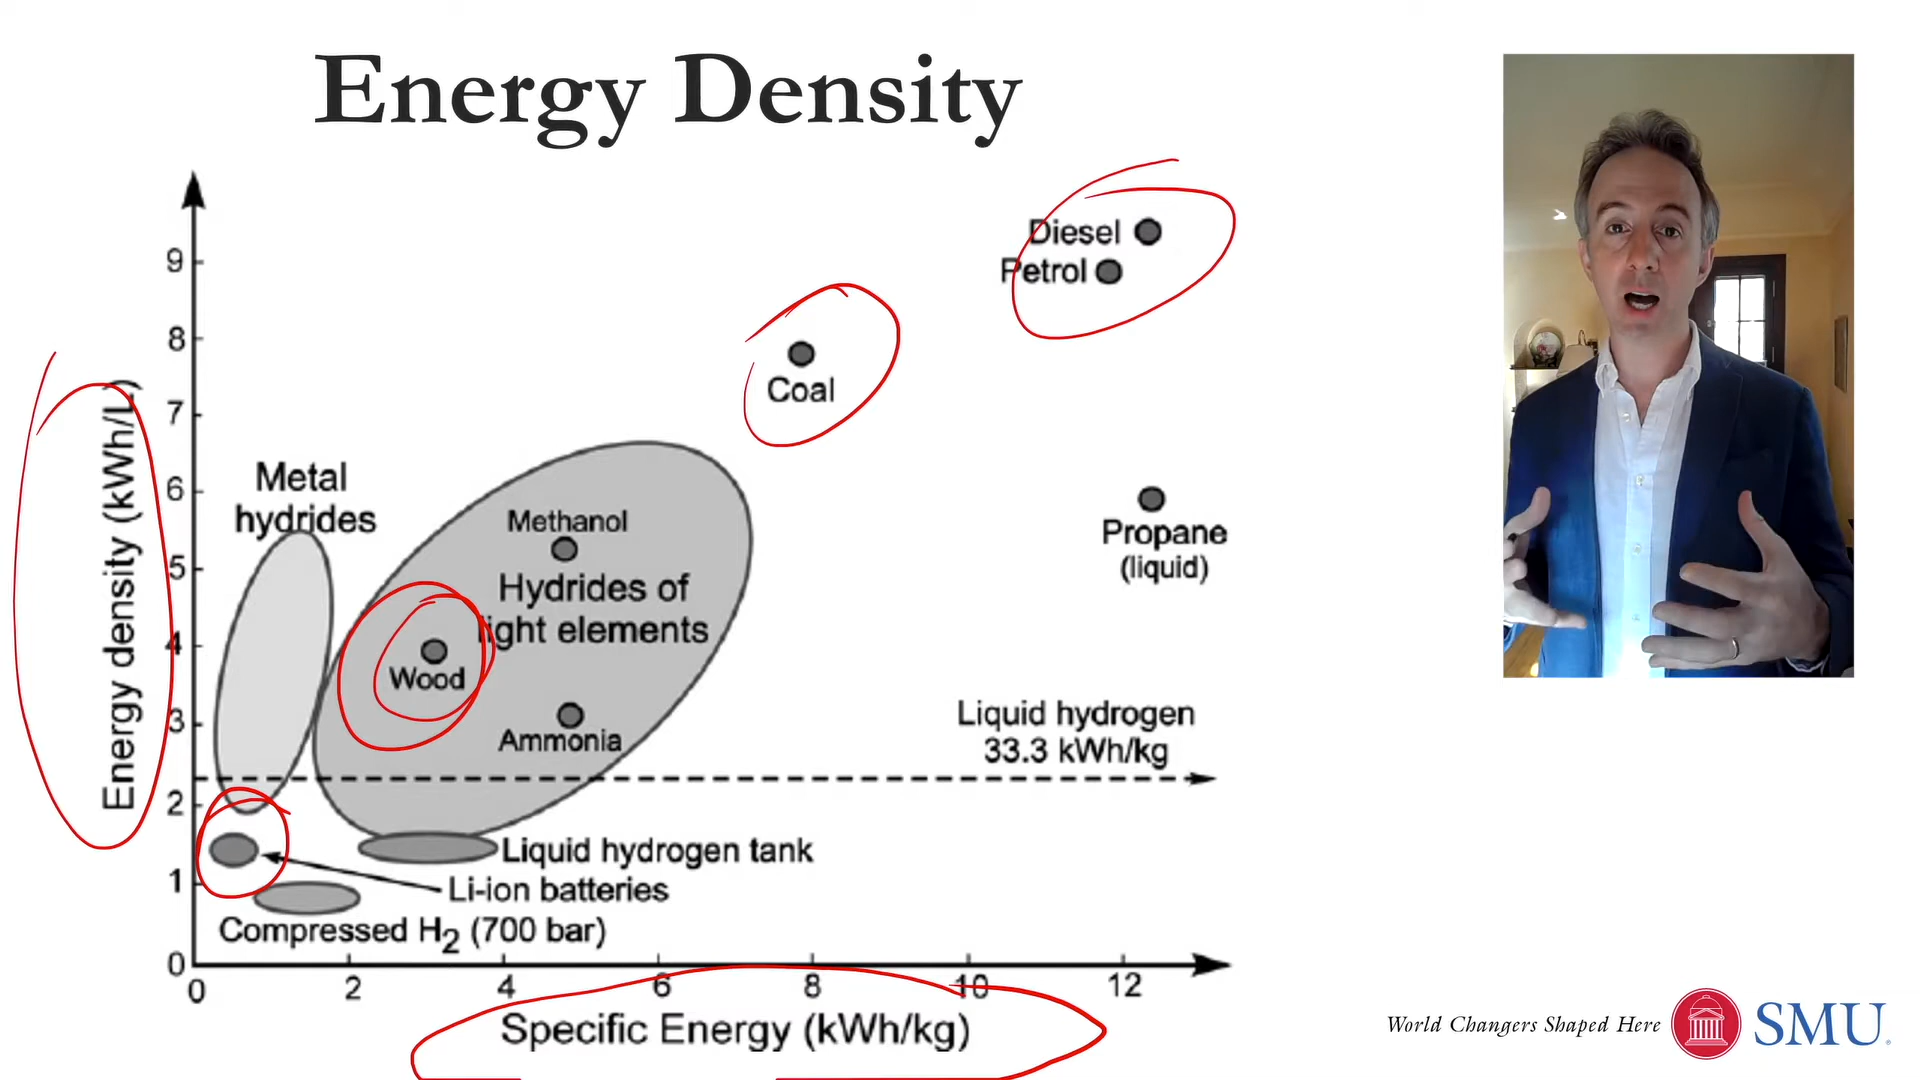 Energy Density
Energy density (kWh/L)
9
8
7
6
5
4
3
2
1
0
Diesel
Petrol
Coal
Metal
hydrides
Methanol
Hydrides of
light elements
Wood
Ammonia
Propane
(liquid)
Liquid hydrogen
33.3 kWh/kg
Liquid hydrogen tank
Li-ion batteries
Compressed H2 (700 bar)
0 2 4 6 8 10 12
Specific Energy (kWh/kg)
World Changers Shaped Here
SMU.